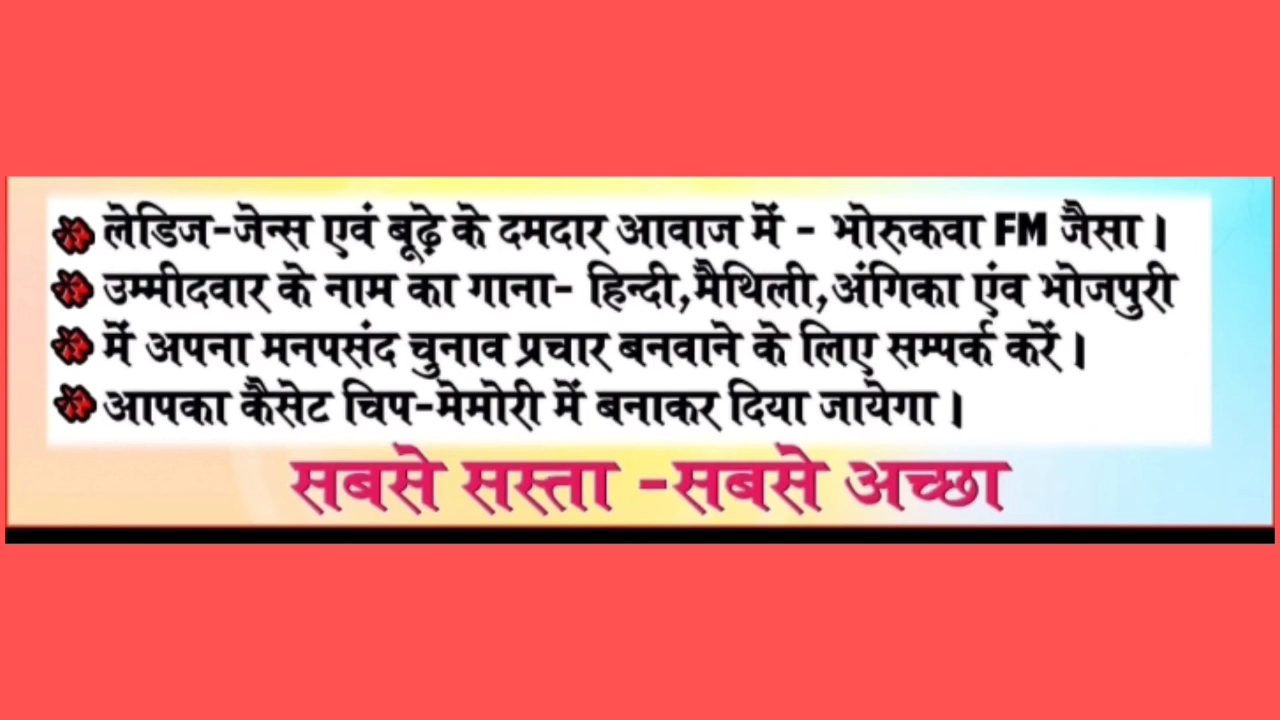 लेडिज-जेन्स एवं बूढ़े के दमदार आवाज में - भोरुकवा FM जैसा।
उम्मीदवार के नाम का गाना- हिन्दी,मैथिली,अंगिका एंव भोजपुरी
में अपना मनपसंद चुनाव प्रचार बनवाने के लिए सम्पर्क करें।
आपका कैसेट चिप-मेमोरी में बनाकर दिया जायेगा।
सबसे सस्ता -सबसे अच्छा